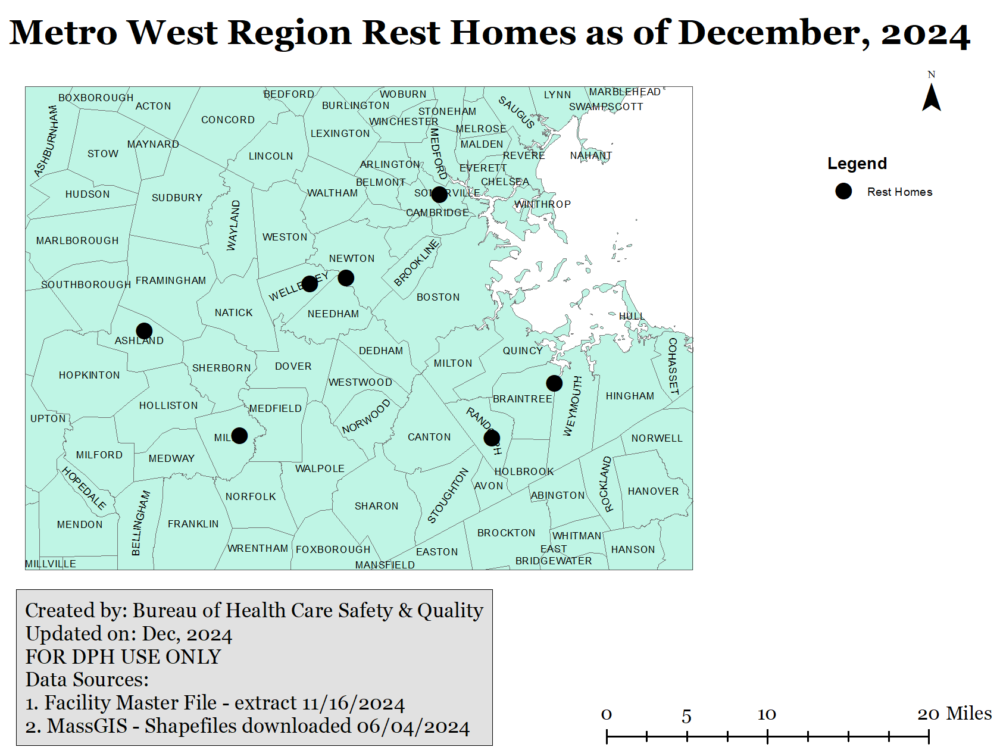 Metro West Region Rest Homes as of December, 2024
N
BOXBOROUGH
ACTON
BEDFORD
BURLINGTON
WOBURN
LYNN
MARBLEHEAD
SWAMPSCOTT
STONEHAM
SAUGUS
ASHBURNHAM
CONCORD
WINCHESTER
LEXINGTON
MELROSE
MEDFORD
MAYNARD
MALDEN
STOW
LINCOLN
REVERE
NAHANT
ARLINGTON
EVERETT
BELMONT
CHELSEA
Legend
Rest Homes
HUDSON
SUDBURY
WALTHAM
WINTHROP
CAMBRIDGE
WAYLAND
MARLBOROUGH
WESTON
NEWTON
BROOKLINE
SOUTHBOROUGH
FRAMINGHAM
BOSTON
NATICK
NEEDHAM
HULL
ASHLAND
DEDHAM
QUINCY
COHASSET
MILTON
HOPKINTON
SHERBORN
DOVER
WESTWOOD
BRAINTREE
WEYMOUTH
HINGHAM
HOLLISTON
MEDFIELD
NORWOOD
UPTON
CANTON
NORWELL
MILFORD
MEDWAY
WALPOLE
HOLBROOK
HOPEDALE
STOUGHTON
AVON
ROCKLAND
NORFOLK
ABINGTON
HANOVER
SHARON
BELLINGHAM
MENDON
FRANKLIN
BROCKTON
WHITMAN
WRENTHAM
FOXBOROUGH
EASTON
EAST
BRIDGEWATER
HANSON
MILLVILLE
MANSFIELD
Created by: Bureau of Health Care Safety & Quality
Updated on: Dec, 2024
FOR DPH USE ONLY
Data Sources:
1. Facility Master File - extract 11/16/2024
2. MassGIS - Shapefiles downloaded 06/04/2024
0 5 10 20 Miles